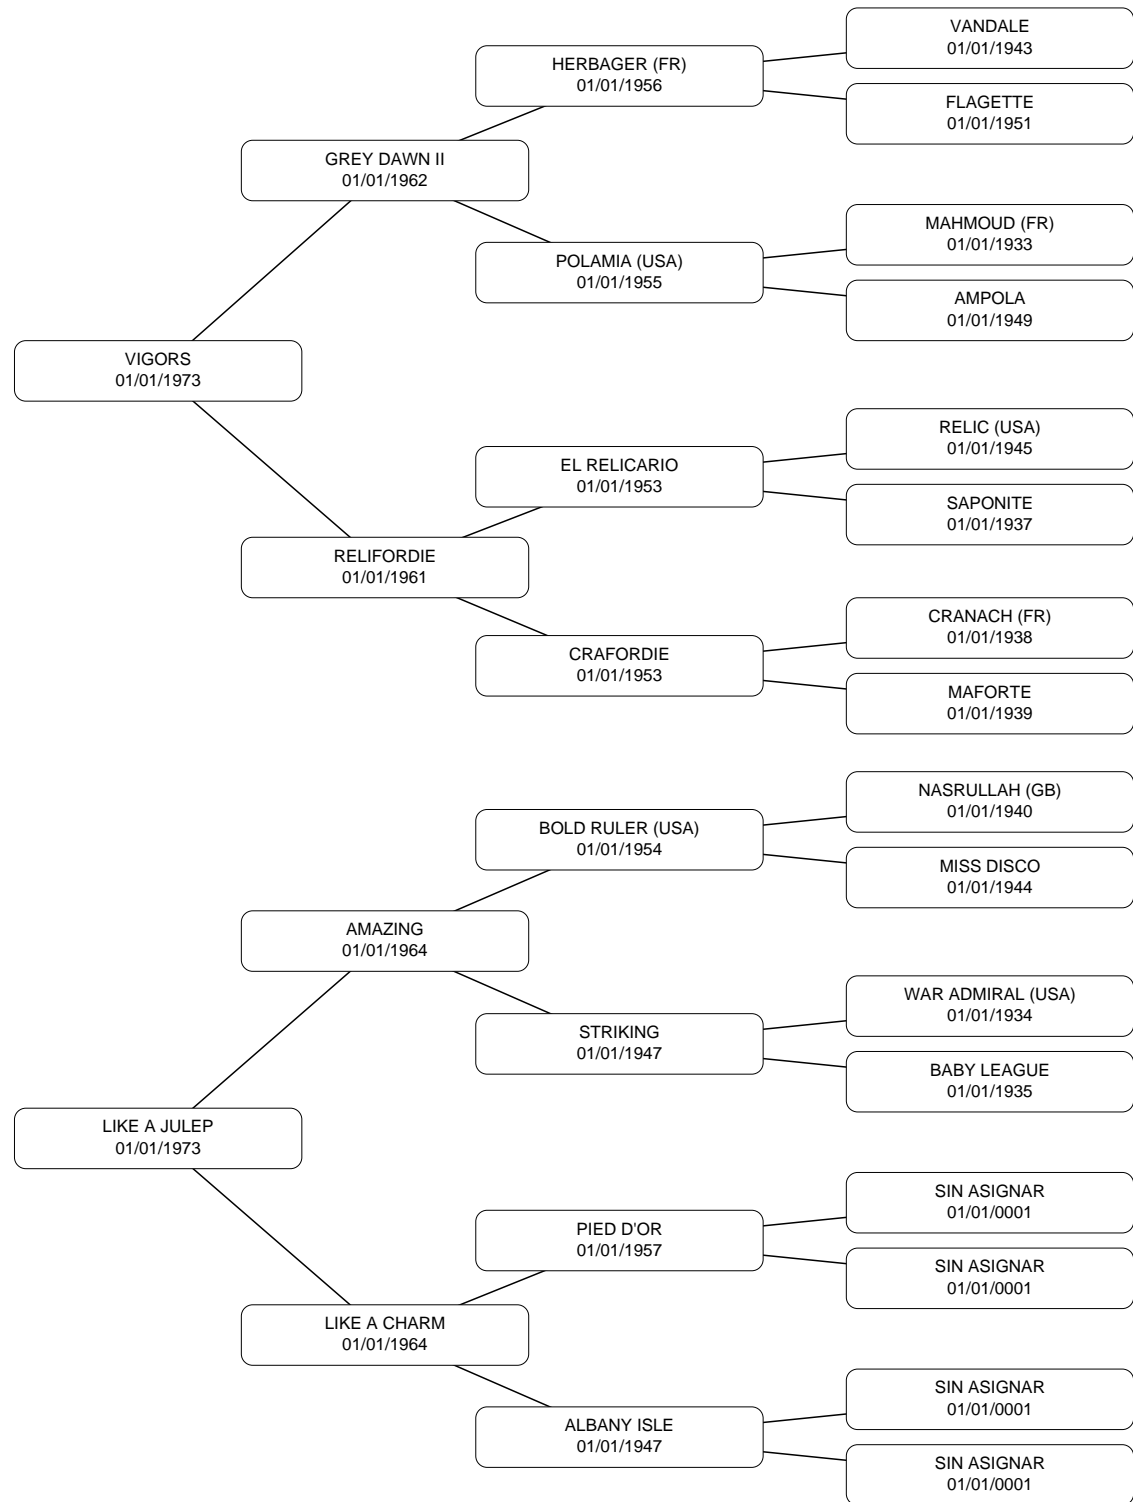 VANDALE
01/01/1943
HERBAGER (FR)
01/01/1956
FLAGETTE
01/01/1951
GREY DAWN II
01/01/1962
MAHMOUD (FR)
01/01/1933
POLAMIA (USA)
01/01/1955
AMPOLA
01/01/1949
VIGORS
01/01/1973
RELIC (USA)
01/01/1945
EL RELICARIO
01/01/1953
SAPONITE
01/01/1937
RELIFORDIE
01/01/1961
CRANACH (FR)
01/01/1938
CRAFORDIE
01/01/1953
MAFORTE
01/01/1939
NASRULLAH (GB)
01/01/1940
BOLD RULER (USA)
01/01/1954
MISS DISCO
01/01/1944
AMAZING
01/01/1964
WAR ADMIRAL (USA)
01/01/1934
STRIKING
01/01/1947
BABY LEAGUE
01/01/1935
LIKE A JULEP
01/01/1973
SIN ASIGNAR
01/01/0001
PIED D'OR
01/01/1957
SIN ASIGNAR
01/01/0001
LIKE A CHARM
01/01/1964
SIN ASIGNAR
01/01/0001
ALBANY ISLE
01/01/1947
SIN ASIGNAR
01/01/0001